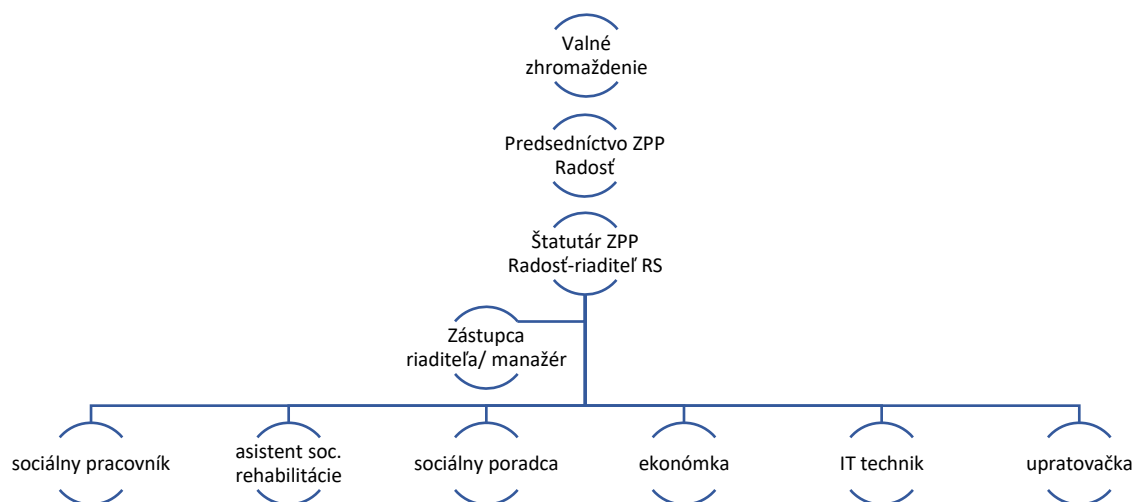 Valné
zhromaždenie
Predsedníctvo ZPP
Radosť
Štatutár ZPP
Radosť-riaditeľ RS
Zástupca
riaditeľa/ manažér
sociálny pracovník
asistent soc.
rehabilitácie
sociálny poradca
ekonómka
IT technik
upratovačka